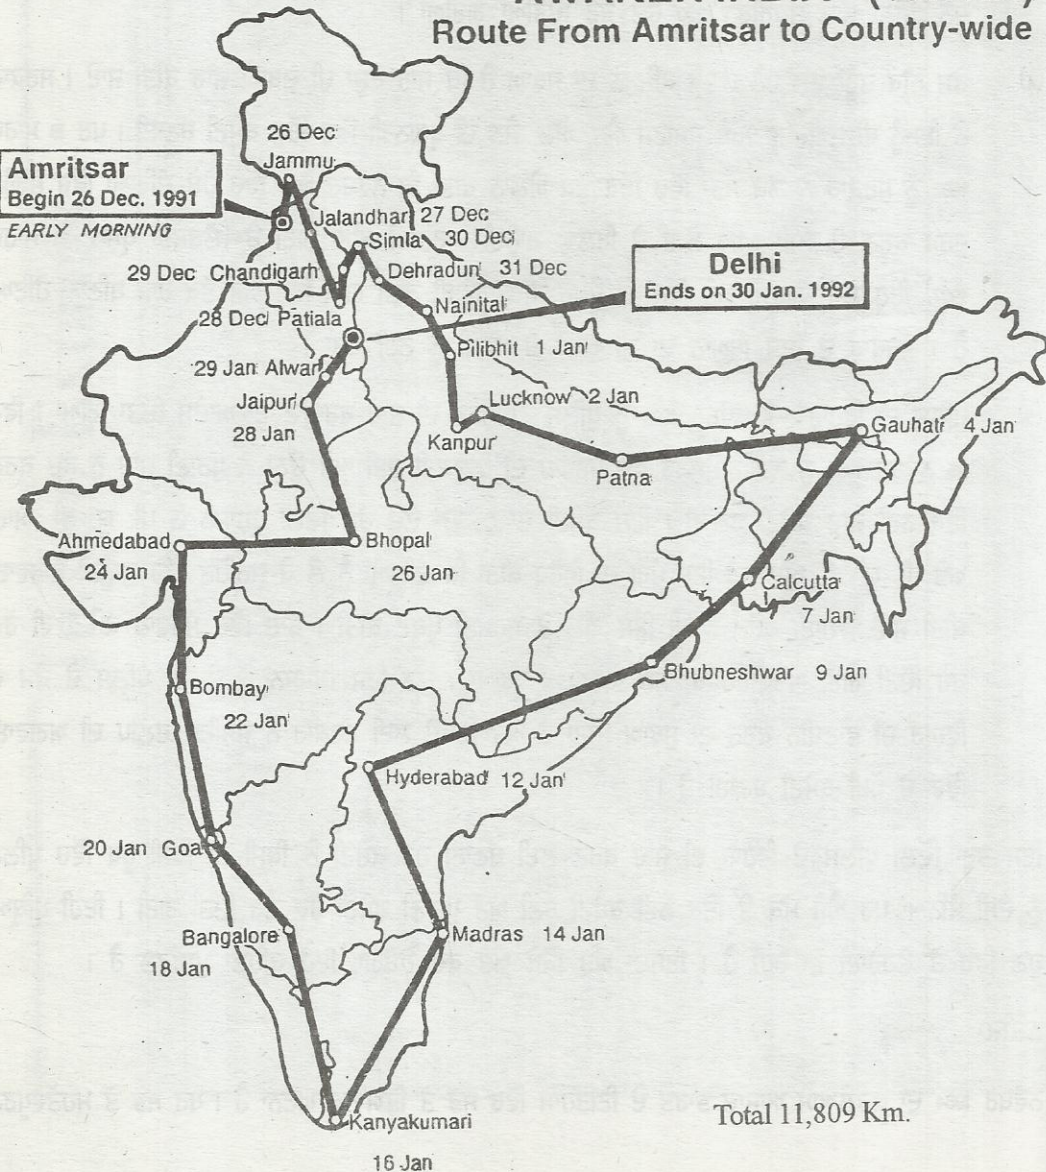 Route From Amritsar to Country-wide
26 Dec
Jammu
Amritsar
Begin 26 Dec. 1991
EARLY MORNING
Jalandhar 27 Dec
Simla 30 Dec
29 Dec Chandigarh
Dehradun 31 Dec
Delhi
Ends on 30 Jan. 1992
Nainital
28 Dec Patiala
Pilibhit 1 Jan
29 Jan Alwar
Jaipur
28 Jan
Lucknow 2 Jan
Kanpur
Gauhati 4 Jan
Patna
Ahmedabad
24 Jan
Bhopal
26 Jan
Calcutta
7 Jan
Bhubneshwar 9 Jan
Bombay
22 Jan
Hyderabad 12 Jan
20 Jan Goa
Bangalore
18 Jan
Madras 14 Jan
Kanyakumari
16 Jan
Total 11,809 Km.